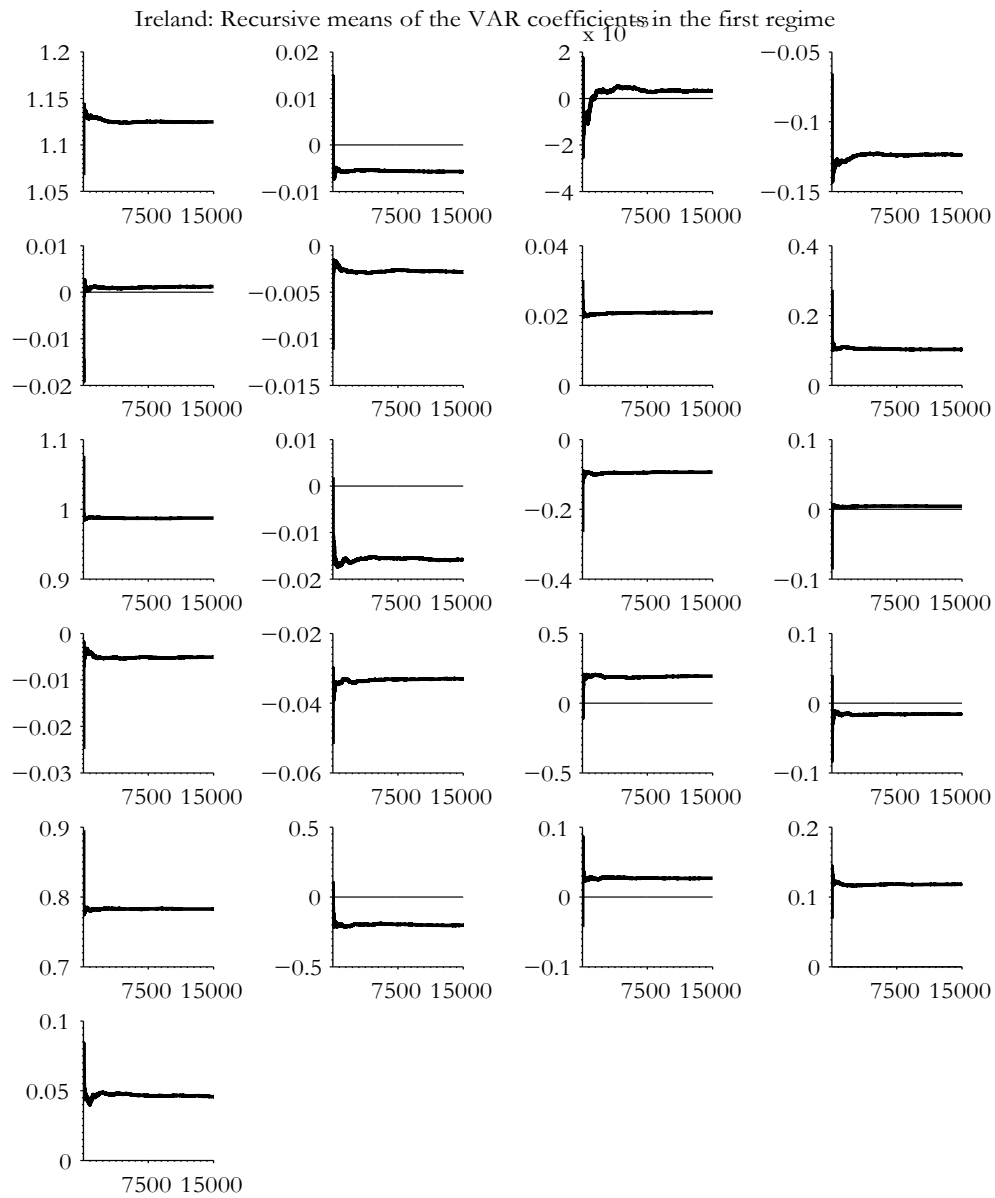 Ireland: Recursive means of the VAR coefficients in the first regime
x 10
1.2 0.02 2 −0.05
1.15 0.01 0 −0.1
1.1 0 −2 −0.15
1.05 −0.01 −4
7500 15000 7500 15000 7500 15000 7500 15000
0.01 0 0.04 0.4
0 −0.005 0.02 0.2
−0.01 −0.01 0 0
−0.02 −0.015
7500 15000 7500 15000 7500 15000 7500 15000
1.1 0.01 0 0.1
1 0 −0.2 0
0.9 −0.01 −0.4 −0.1
−0.02
7500 15000 7500 15000 7500 15000 7500 15000
0 −0.02 0.5 0.1
−0.01 −0.04 0 0
−0.02 −0.06 −0.5 −0.1
−0.03
7500 15000 7500 15000 7500 15000 7500 15000
0.9 0.5 0.1 0.2
0.8 0 0 0.1
0.7 −0.5 −0.1 0
7500 15000 7500 15000 7500 15000 7500 15000
0.1
0.05
0
7500 15000